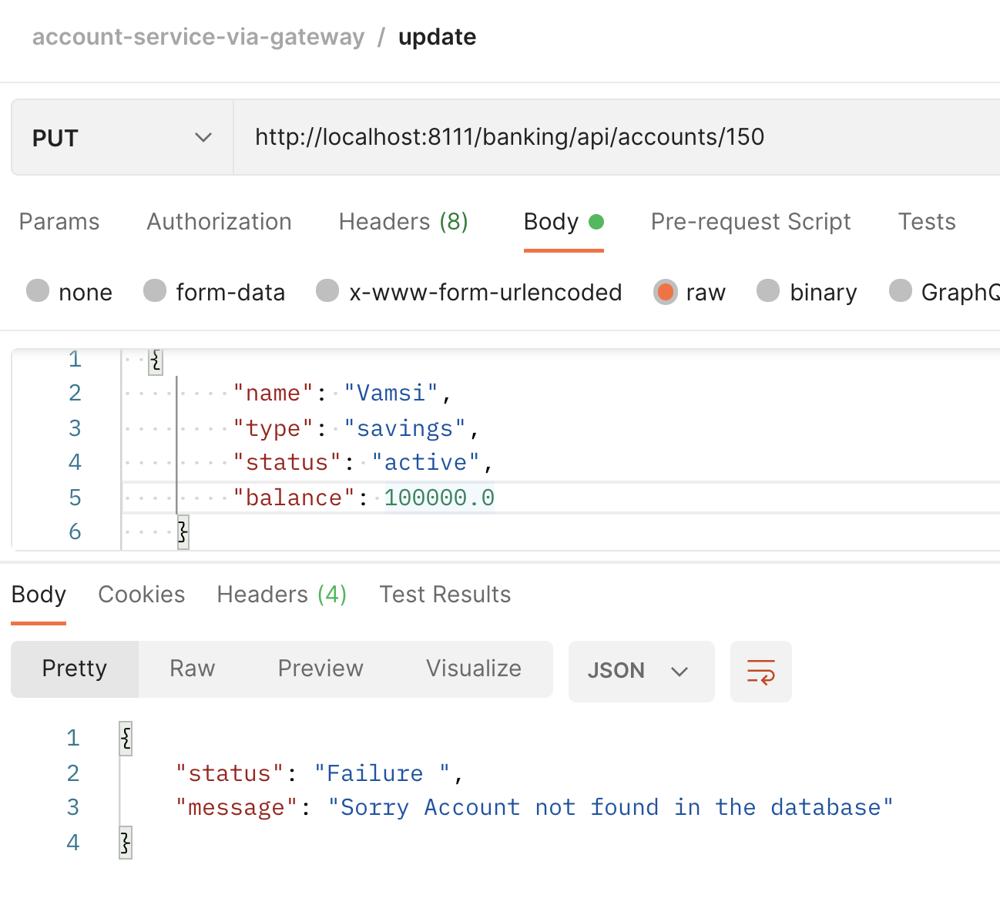 account-service-via-gateway / update
PUT http://localhost:8111/banking/api/accounts/150
Params Authorization Headers (8) Body Pre-request Script Tests
none form-data x-www-form-urlencoded raw binary GraphQ
1 {
2 "name": "Vamsi",
3 "type": "savings",
4 "status": "active",
5 "balance": 100000.0
6 }
Body Cookies Headers (4) Test Results
Pretty Raw Preview Visualize JSON
1 {
2 "status": "Failure ",
3 "message": "Sorry Account not found in the database"
4 }